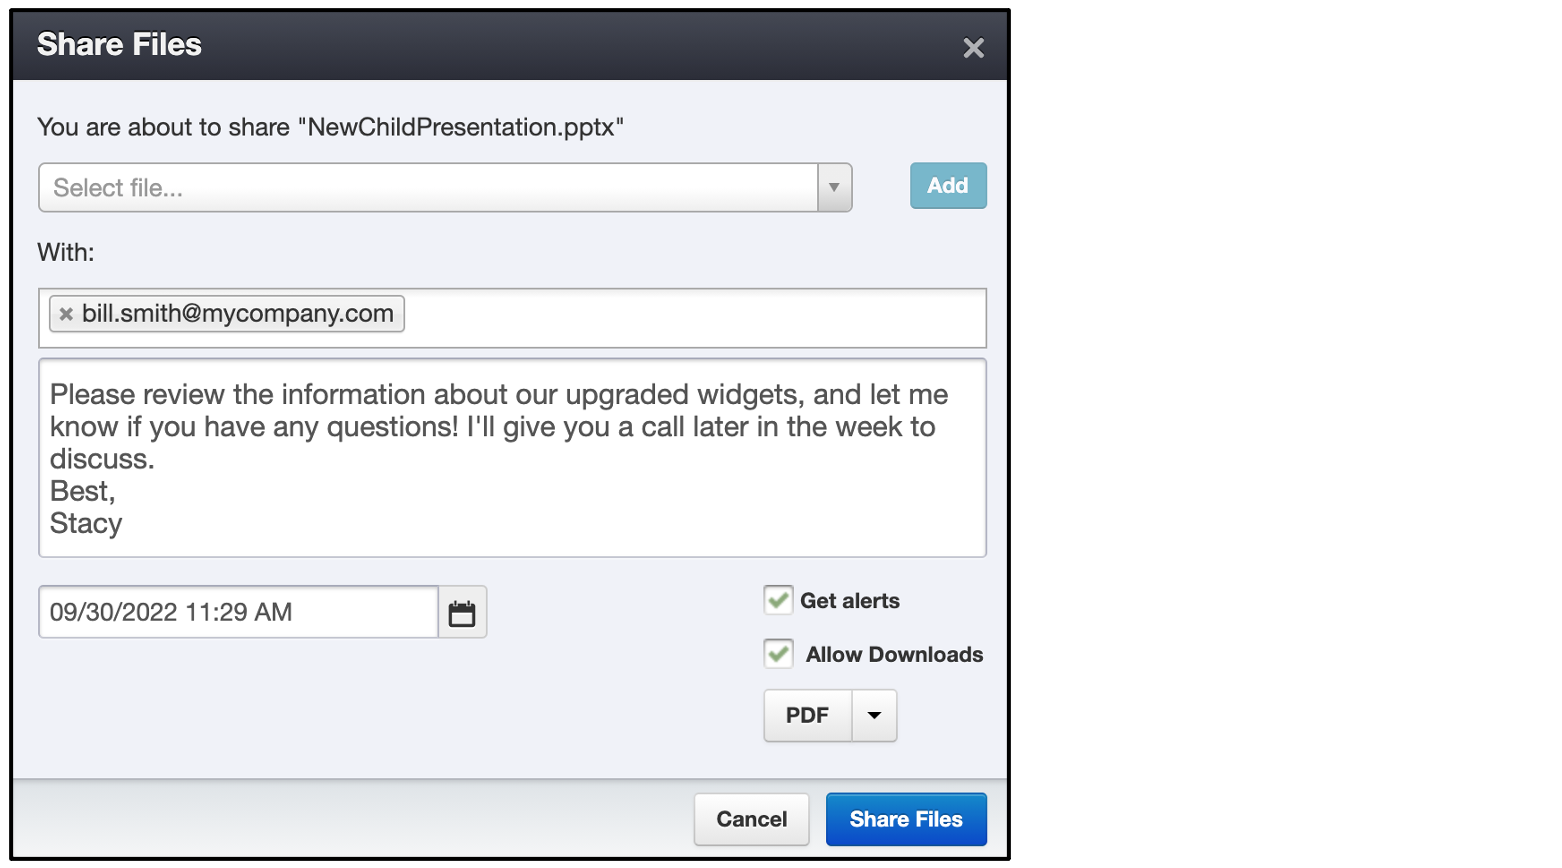 Share Files
You are about to share "NewChildPresentation.pptx"
Select file...
Add
With:
bill.smith@mycompany.com
Please review the information about our upgraded widgets, and let me
know if you have any questions! I'll give you a call later in the week to
discuss.
Best,
Stacy
09/30/2022 11:29 AM
Get alerts
Allow Downloads
PDF
Cancel
Share Files